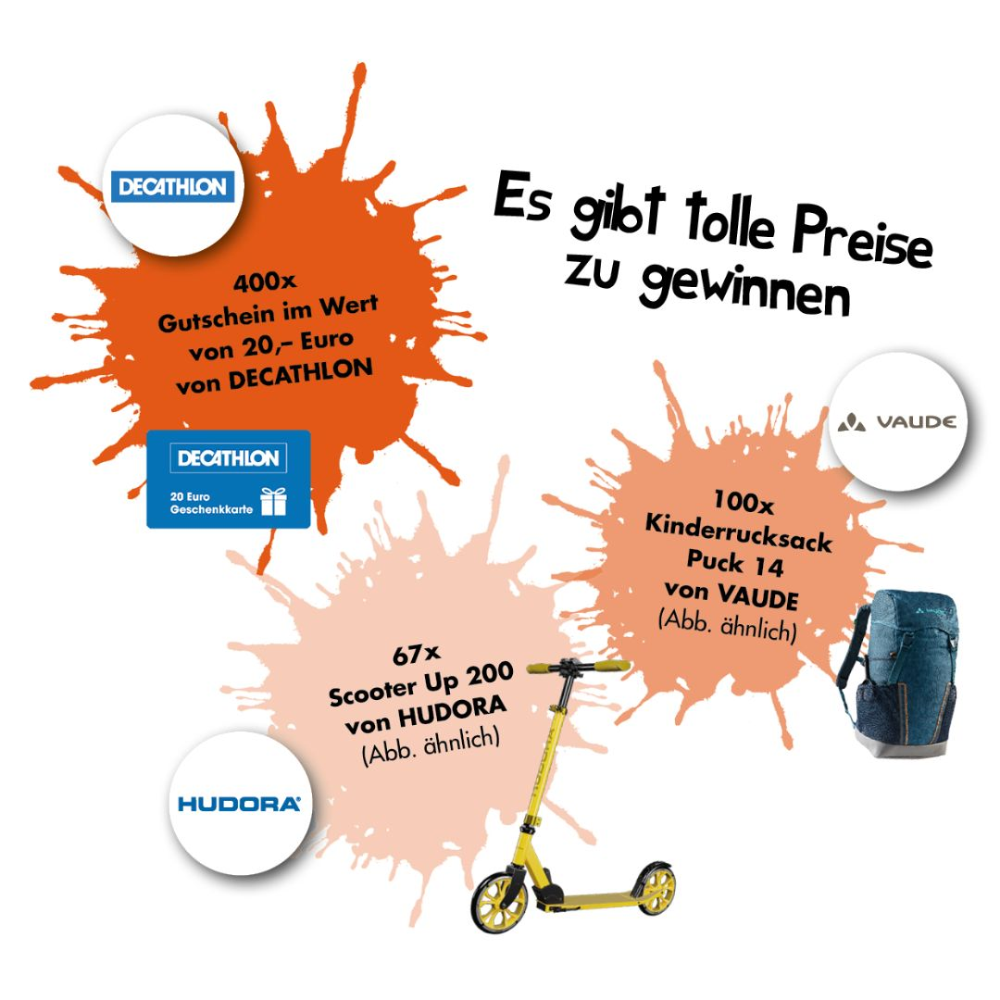 DECATHLON
Es gibt tolle Preise
zu gewinnen
400x
Gutschein im Wert
von 20,– Euro
von DECATHLON
DECATHLON
20 Euro
Geschenkkarte
VAUDE
100x
Kinderrucksack
Puck 14
von VAUDE
(Abb. ähnlich)
VAUDE
67x
Scooter Up 200
von HUDORA
(Abb. ähnlich)
HUDORA
HUDORA®